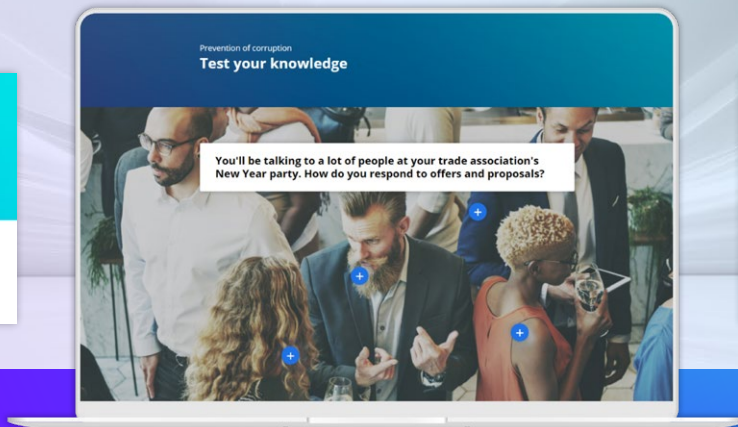 Prevention of corruption
Test your knowledge
You'll be talking to a lot of people at your trade association's
New Year party. How do you respond to offers and proposals?